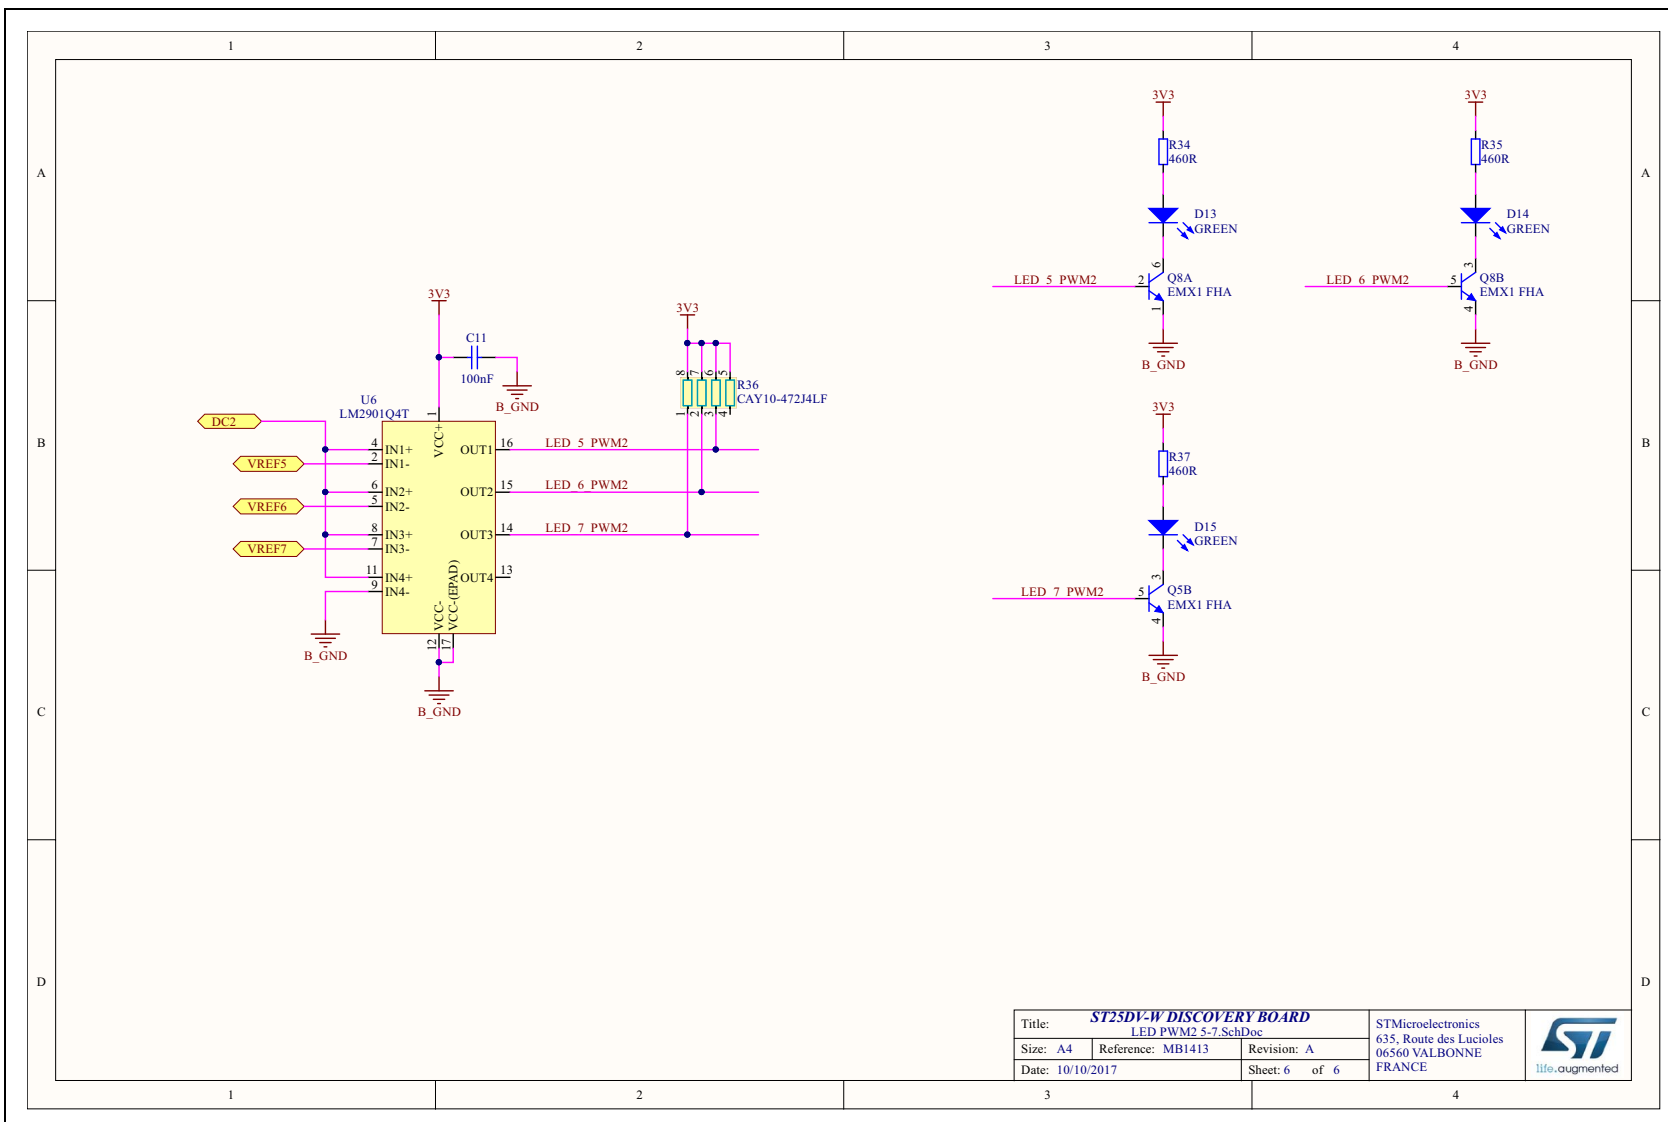 1 2 3 4
A A
B B
C C
D D
1 2 3 4
3V3
R34
460R
D13
GREEN
6
LED_5_PWM2
2
Q8A
EMX1 FHA
1
B_GND
3V3
R35
460R
D14
GREEN
3
LED_6_PWM2
5
Q8B
EMX1 FHA
4
B_GND
3V3
C11
100nF
B_GND
U6
LM2901Q4T
1
VCC+
DC2
4 IN1+
VREF5
2 IN1-
6 IN2+
VREF6
5 IN2-
8 IN3+
VREF7
7 IN3-
11 IN4+
9 IN4-
B_GND
OUT1 16 LED_5_PWM2
OUT2 15 LED_6_PWM2
OUT3 14 LED_7_PWM2
OUT4 13
VCC-
VCC-(EPAD)
12
17
B_GND
3V3
8 7 6 5
R36
CAY10-472J4LF
1 2 3 4
3V3
R37
460R
D15
GREEN
3
LED_7_PWM2
5
Q5B
EMX1 FHA
4
B_GND
Title: ST25DV-W DISCOVERY BOARD
LED PWM2 5-7.SchDoc
Size: A4 Reference: MB1413 Revision: A
Date: 10/10/2017 Sheet: 6 of 6
STMicroelectronics
635, Route des Lucioles
06560 VALBONNE
FRANCE
ST
life.augmented